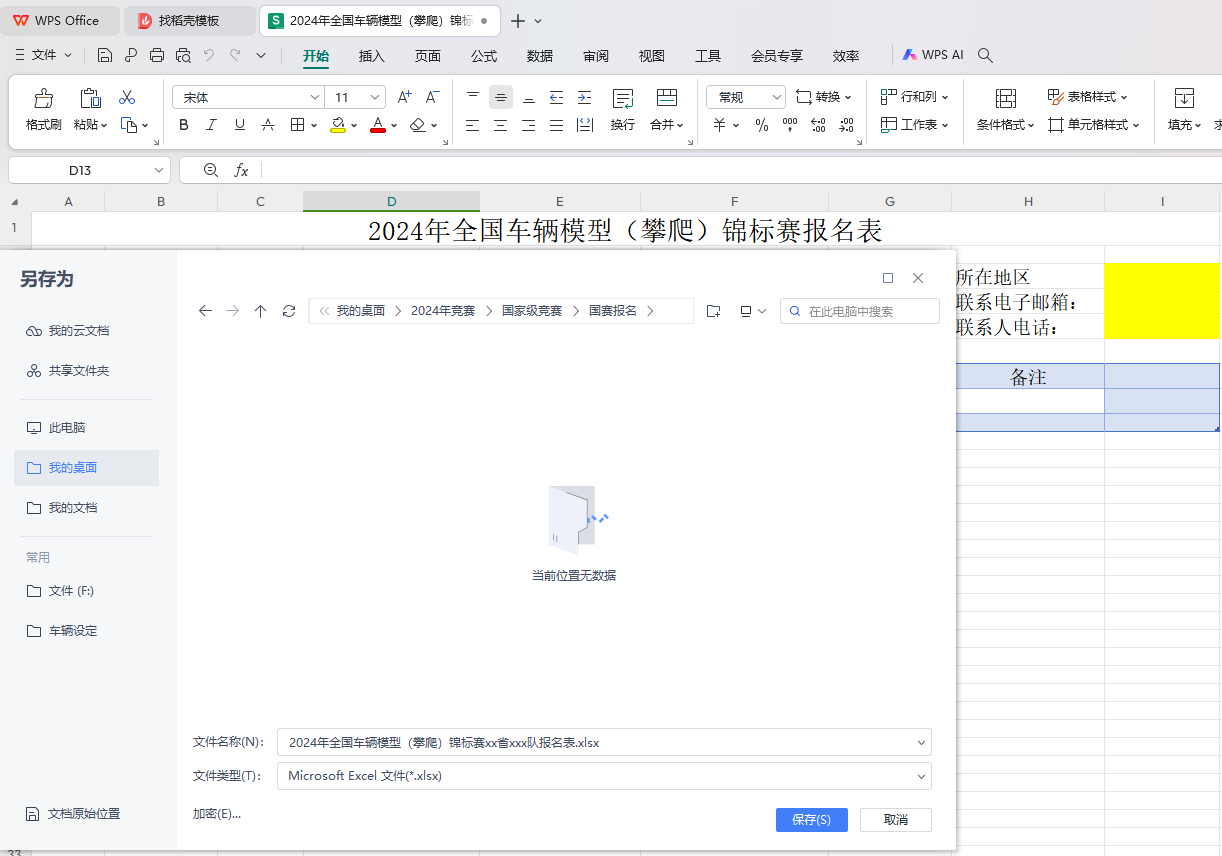 WPS Office 找稻壳模板 2024年全国车辆模型（攀爬）锦标
文件 开始 插入 页面 公式 数据 审阅 视图 工具 会员专享 效率 WPS AI
格式刷 粘贴 宋体 11 换行 合并 常规 转换 行和列 工作表 条件格式 表格样式 单元格样式 填充
D13
A B C D E F G H I
1 2024年全国车辆模型（攀爬）锦标赛报名表
另存为
我的桌面 2024年竞赛 国家级竞赛 国赛报名 在此电脑中搜索
所在地区
联系电子邮箱：
联系人电话：
备注
我的云文档
共享文件夹
此电脑
我的桌面
我的文档
常用
文件 (F:)
车辆设定
当前位置无数据
文件名称(N)： 2024年全国车辆模型（攀爬）锦标赛xx省xxx队报名表.xlsx
文件类型(T)： Microsoft Excel 文件(*.xlsx)
文档原始位置 加密(E)... 保存(S) 取消
33